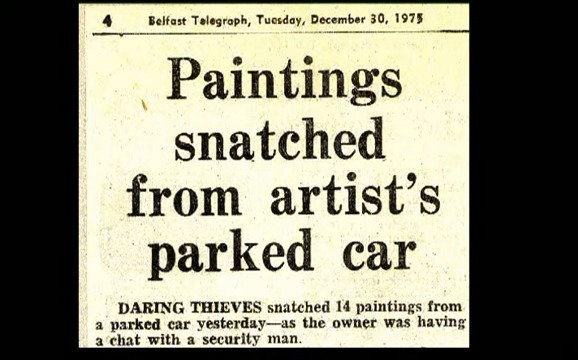 4 Belfast Telegraph, Tuesday, December 30, 1975
Paintings
snatched
from artist's
parked car
DARING THIEVES snatched 14 paintings from
a parked car yesterday—as the owner was having
a chat with a security man.